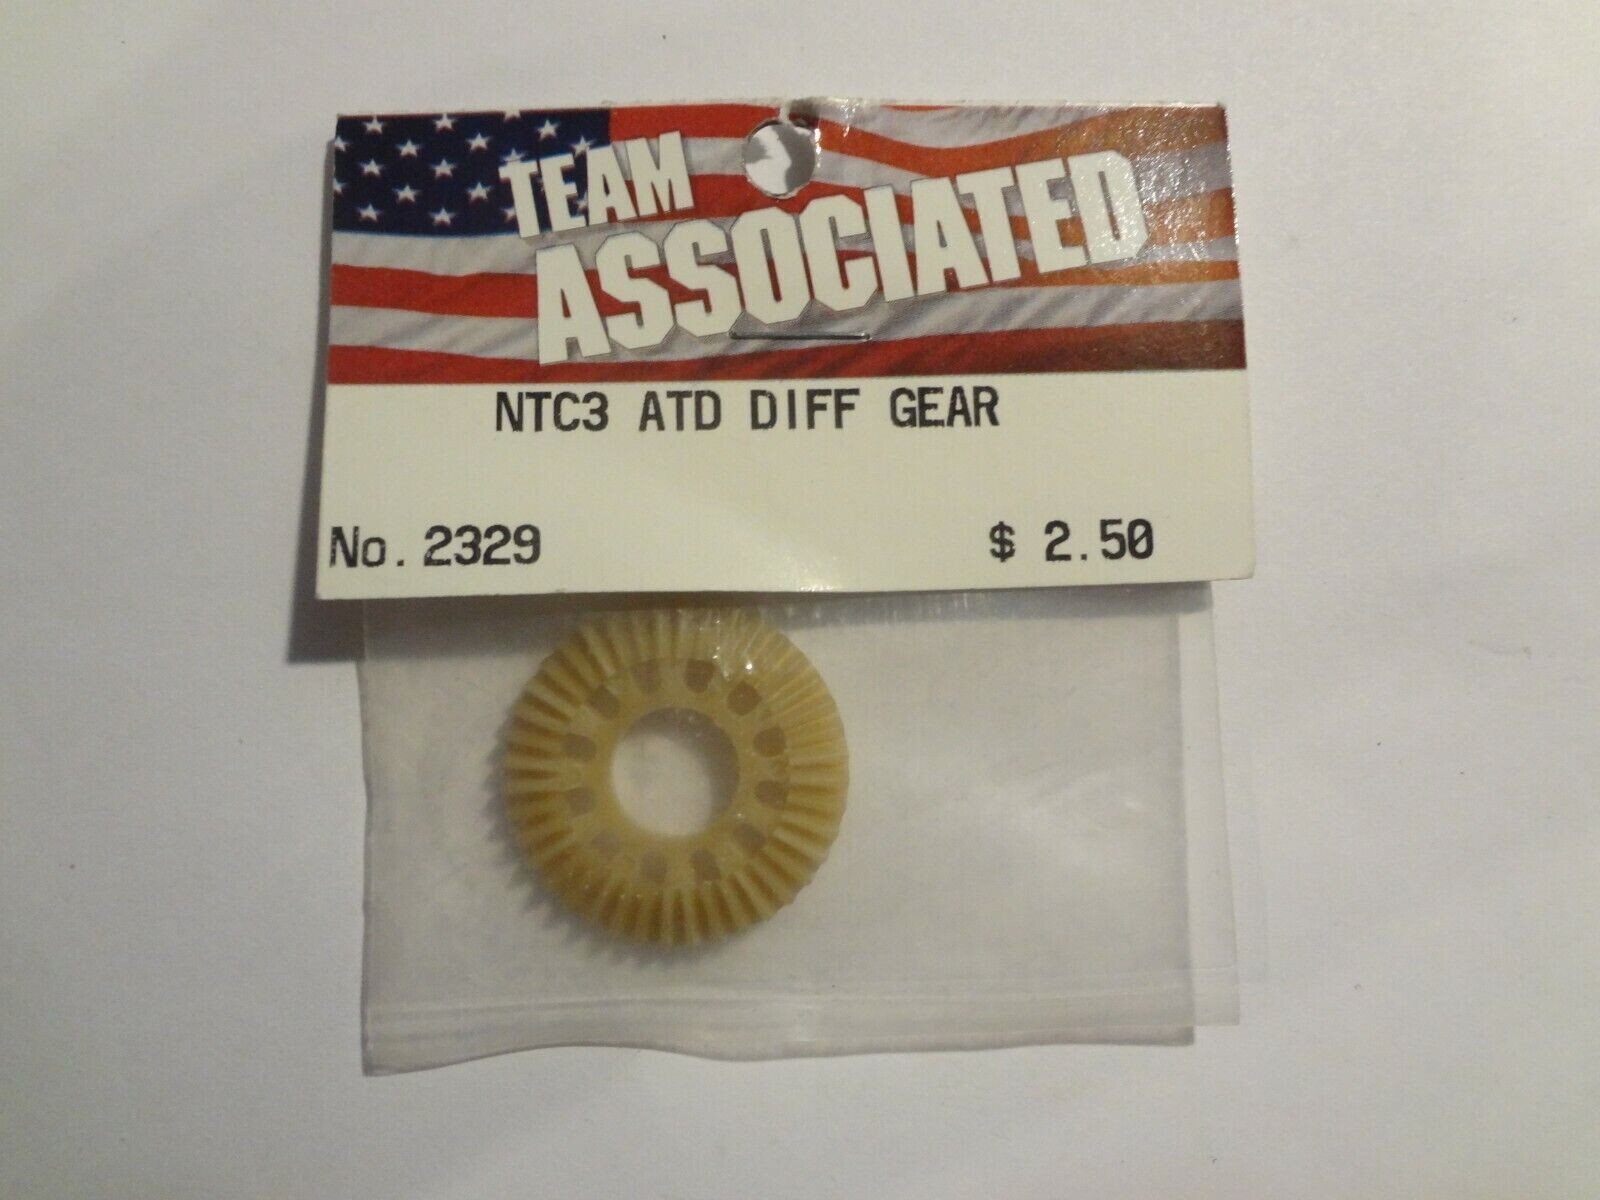 TEAM
ASSOCIATED
NTC3 ATD DIFF GEAR
No. 2329 $ 2.50